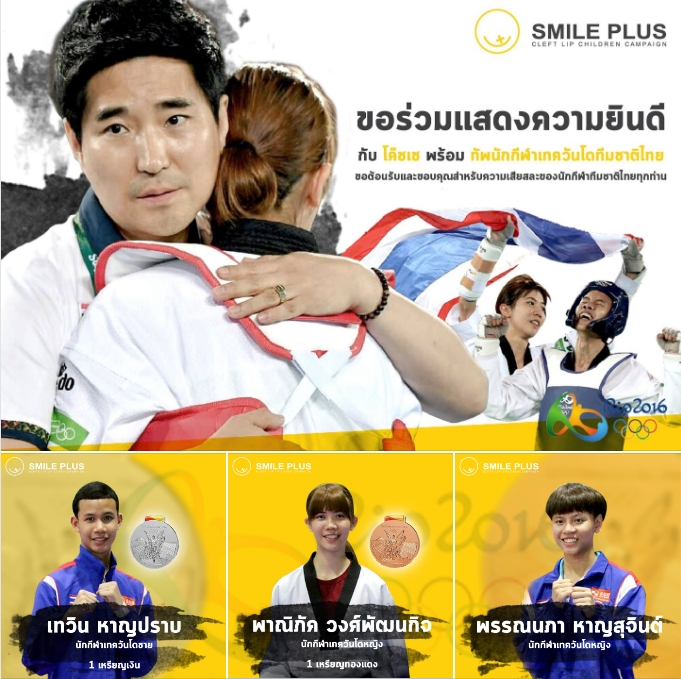 SMILE PLUS
CLEFT LIP CHILDREN CAMPAIGN
ขอร่วมแสดงความยินดี
กับ โค๊ชเช พร้อม ทัพนักกีฬาเทควันโดทีมชาติไทย
ขอต้อนรับและขอบคุณสำหรับความเสียสละของนักกีฬาทีมชาติไทยทุกท่าน
Rio2016
SMILE PLUS
เทวิน หาญปราบ
นักกีฬาเทควันโดชาย
1 เหรียญเงิน
SMILE PLUS
พาณิภัค วงศ์พัฒนกิจ
นักกีฬาเทควันโดหญิง
1 เหรียญทองแดง
SMILE PLUS
พรรณนภา หาญสุจินต์
นักกีฬาเทควันโดหญิง